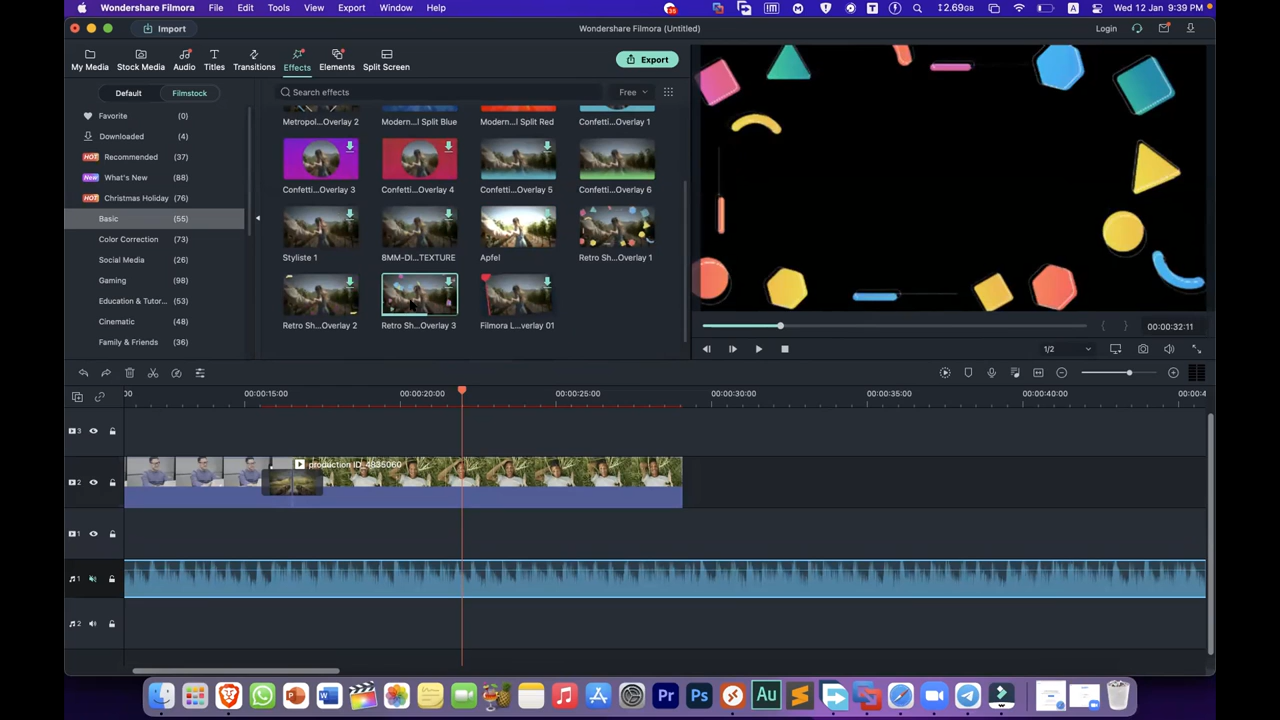 Wondershare Filmora File Edit Tools View Export Window Help
12.69GB A Wed 12 Jan 9:39 PM
Import
Wondershare Filmora (Untitled)
Login
My Media Stock Media Audio Titles Transitions Effects Elements Split Screen
Export
Default Filmstock
Search effects Free
Favorite (0)
Downloaded (4)
HOT Recommended (37)
New What's New (88)
HOT Christmas Holiday (76)
Basic (55)
Color Correction (73)
Social Media (26)
Gaming (60)
Education & Tutor... (53)
Cinematic (48)
Family & Friends (36)
Metropol...Overlay 2 Modern...l Split Blue Modern...l Split Red Confetti...Overlay 1
Confetti...Overlay 3 Confetti...Overlay 4 Confetti...Overlay 5 Confetti...Overlay 6
Styliste 1 8MM-DI...TEXTURE Apfel Retro Sh...Overlay 1
Retro Sh...Overlay 2 Retro Sh...Overlay 3 Filmora L...verlay 01
00:00:32:11
1/2
00 00:00:15:00 00:00:20:00 00:00:25:00 00:00:30:00 00:00:35:00 00:00:40:00 00:00:4
3
production ID_4835060
2
1
1
2
W Pr Ps Au